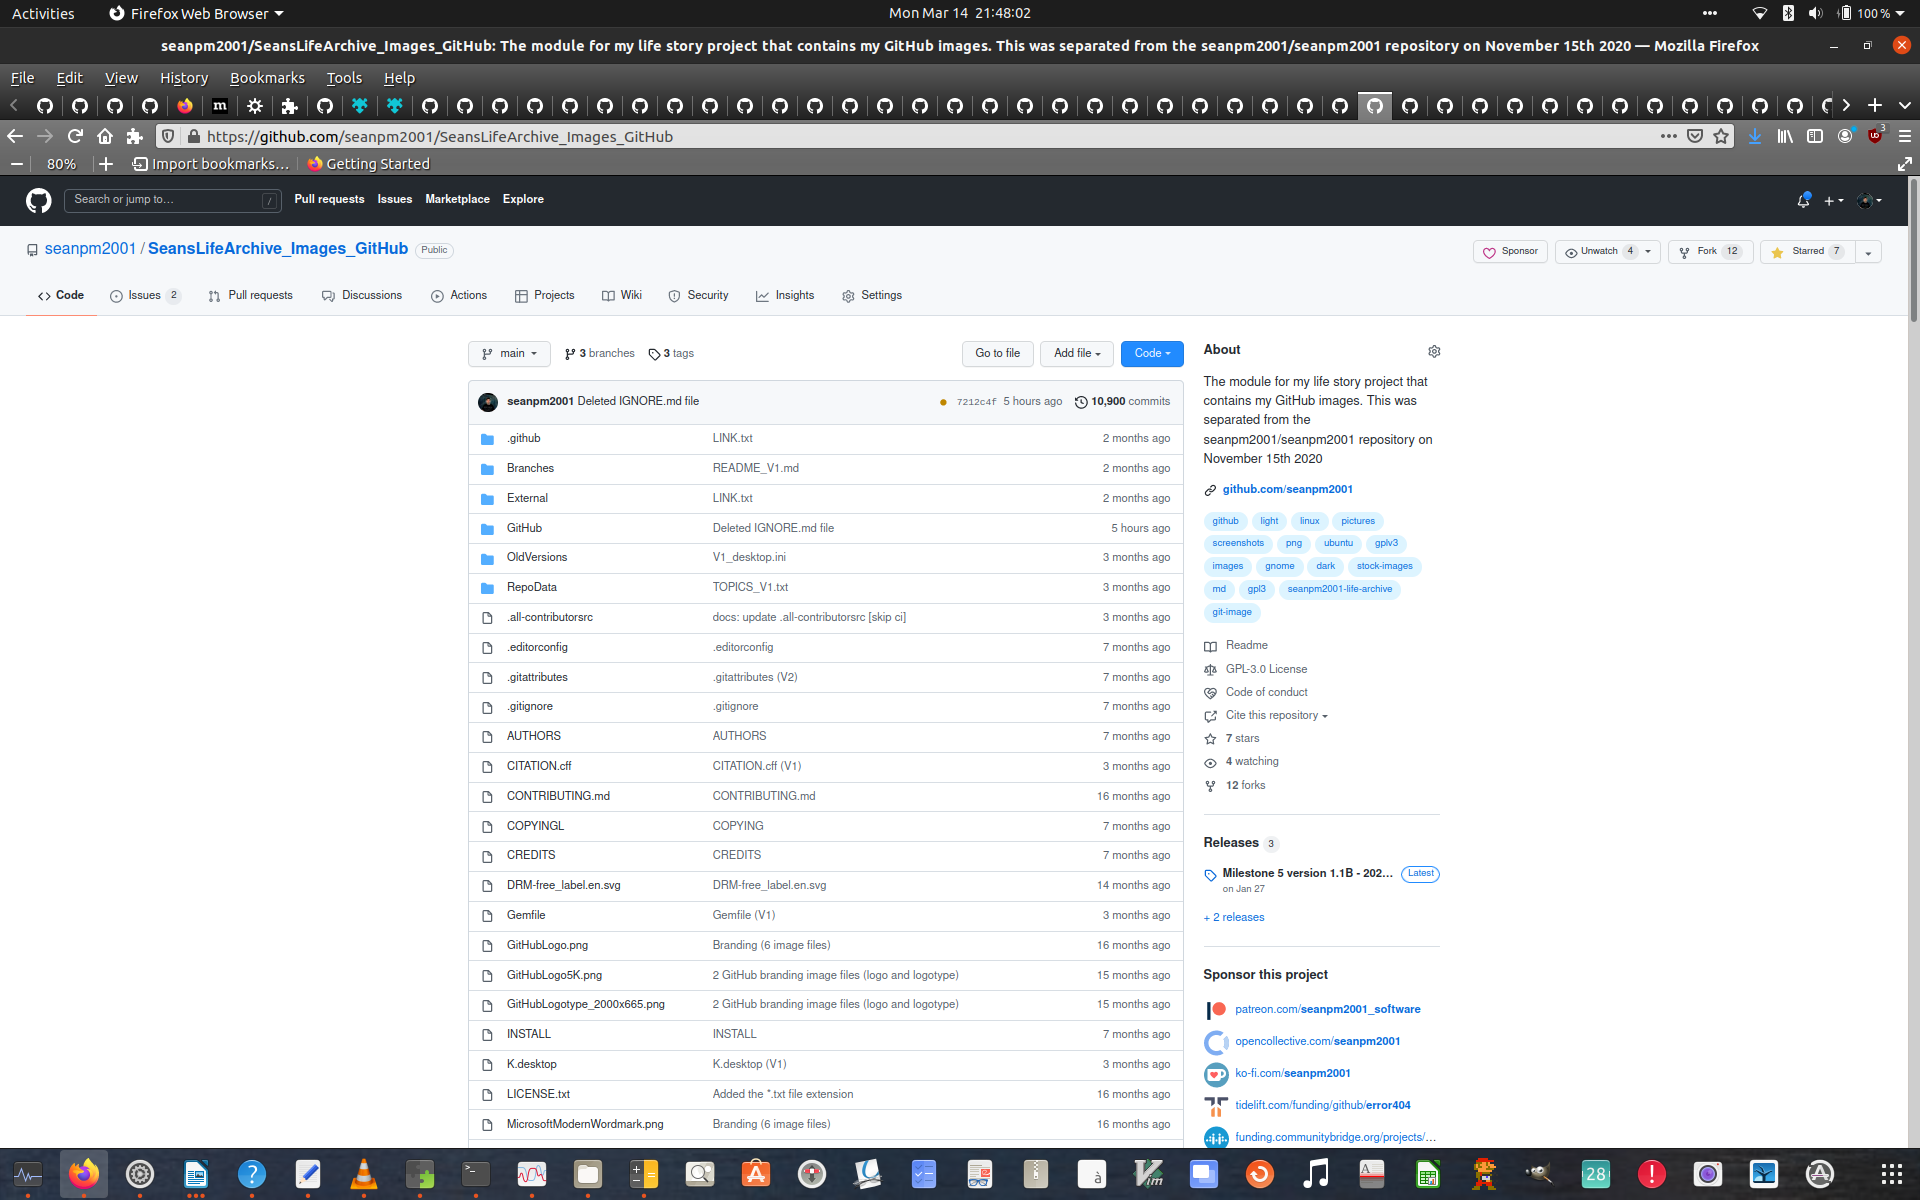 Activities Firefox Web Browser Mon Mar 14 21:48:02 100 %
seanpm2001/SeansLifeArchive_Images_GitHub: The module for my life story project that contains my GitHub images. This was separated from the seanpm2001/seanpm2001 repository on November 15th 2020 — Mozilla Firefox
File Edit View History Bookmarks Tools Help
https://github.com/seanpm2001/SeansLifeArchive_Images_GitHub 3
80% Import bookmarks… Getting Started
Search or jump to… / Pull requests Issues Marketplace Explore
seanpm2001 / SeansLifeArchive_Images_GitHub Public Sponsor Unwatch 4 Fork 12 Starred 7
Code Issues 2 Pull requests Discussions Actions Projects Wiki Security Insights Settings
main 3 branches 3 tags Go to file Add file Code
seanpm2001 Deleted IGNORE.md file 7212c4f 5 hours ago 10,900 commits
.github LINK.txt 2 months ago
Branches README_V1.md 2 months ago
External LINK.txt 2 months ago
GitHub Deleted IGNORE.md file 5 hours ago
OldVersions V1_desktop.ini 3 months ago
RepoData TOPICS_V1.txt 3 months ago
.all-contributorsrc docs: update .all-contributorsrc [skip ci] 3 months ago
.editorconfig .editorconfig 7 months ago
.gitattributes .gitattributes (V2) 7 months ago
.gitignore .gitignore 7 months ago
AUTHORS AUTHORS 7 months ago
CITATION.cff CITATION.cff (V1) 3 months ago
CONTRIBUTING.md CONTRIBUTING.md 16 months ago
COPYINGL COPYING 7 months ago
CREDITS CREDITS 7 months ago
DRM-free_label.en.svg DRM-free_label.en.svg 14 months ago
Gemfile Gemfile (V1) 3 months ago
GitHubLogo.png Branding (6 image files) 16 months ago
GitHubLogo5K.png 2 GitHub branding image files (logo and logotype) 15 months ago
GitHubLogotype_2000x665.png 2 GitHub branding image files (logo and logotype) 15 months ago
INSTALL INSTALL 7 months ago
K.desktop K.desktop (V1) 3 months ago
LICENSE.txt Added the *.txt file extension 16 months ago
MicrosoftModernWordmark.png Branding (6 image files) 16 months ago
About
The module for my life story project that
contains my GitHub images. This was
separated from the
seanpm2001/seanpm2001 repository on
November 15th 2020
github.com/seanpm2001
github light linux pictures
screenshots png ubuntu gplv3
images gnome dark stock-images
md gpl3 seanpm2001-life-archive
git-image
Readme
GPL-3.0 License
Code of conduct
Cite this repository
7 stars
4 watching
12 forks
Releases 3
Milestone 5 version 1.1B - 202... Latest
on Jan 27
+ 2 releases
Sponsor this project
patreon.com/seanpm2001_software
opencollective.com/seanpm2001
ko-fi.com/seanpm2001
tidelift.com/funding/github/error404
funding.communitybridge.org/projects/…
28